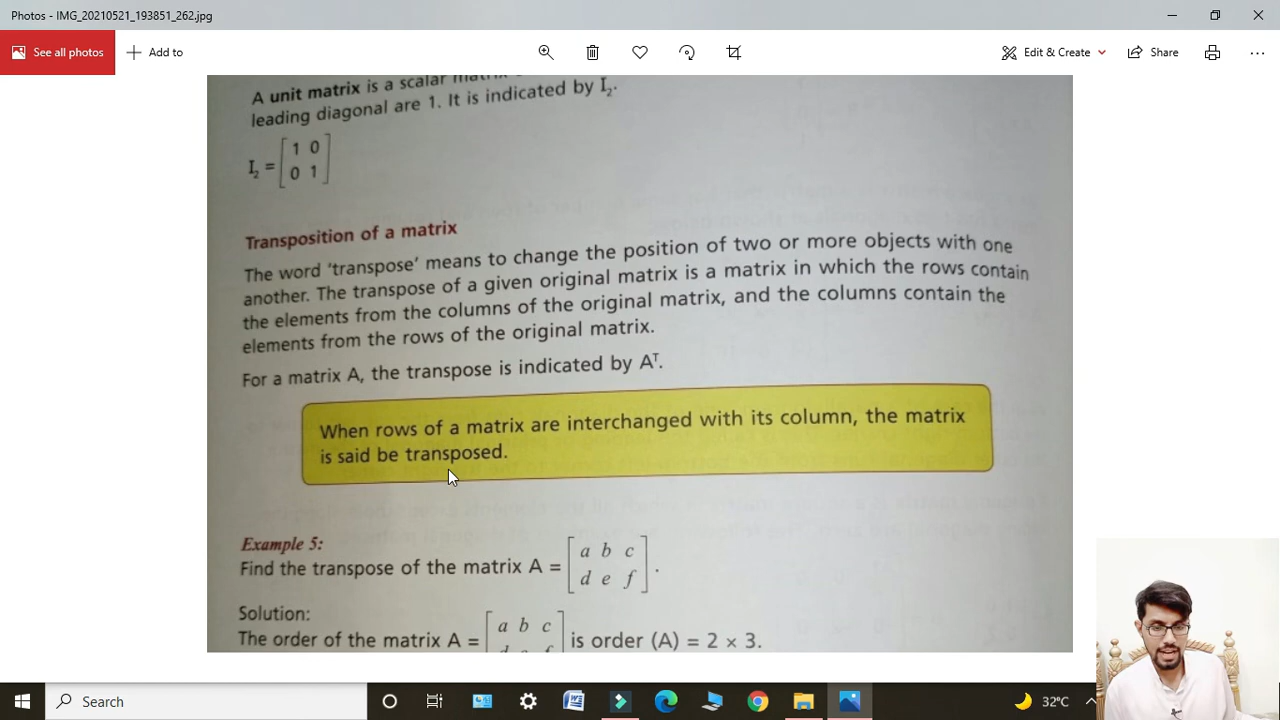 Photos - IMG_20210521_193851_262.jpg
See all photos
Add to
Edit & Create
Share
A unit matrix is a scalar matrix
leading diagonal are 1. It is indicated by I₂.
I₂ = [ 1 0
0 1 ]
Transposition of a matrix
The word 'transpose' means to change the position of two or more objects with one
another. The transpose of a given original matrix is a matrix in which the rows contain
the elements from the columns of the original matrix, and the columns contain the
elements from the rows of the original matrix.
For a matrix A, the transpose is indicated by Aᵀ.
When rows of a matrix are interchanged with its column, the matrix
is said be transposed.
Example 5:
Find the transpose of the matrix A = [ a b c
d e f ] .
Solution:
The order of the matrix A = [ a b c
d e f ] is order (A) = 2 × 3.
Search
32°C